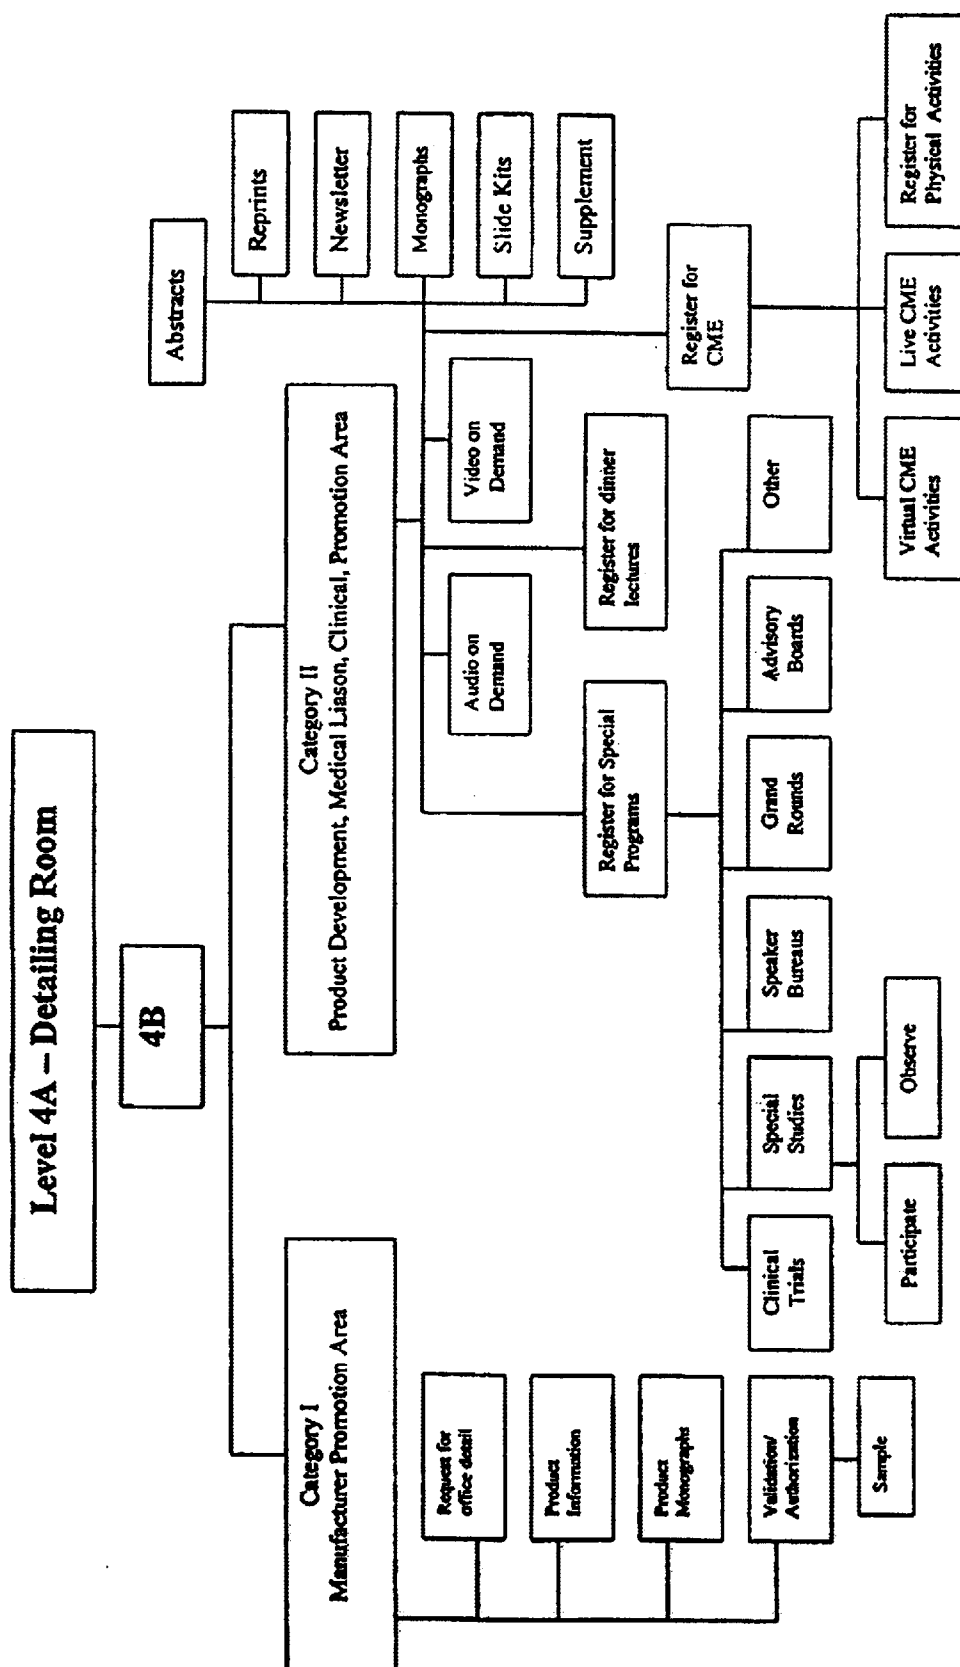 Level 4A – Detailing Room
4B
Category I
Manufacturer Promotion Area
Category II
Product Development, Medical Liason, Clinical, Promotion Area
Abstracts
Reprints
Newsletter
Monographs
Slide Kits
Supplement
Request for
office detail
Product
Information
Product
Monographs
Validation/
Authorization
Sample
Audio on
Demand
Video on
Demand
Register for Special
Programs
Register for dinner
lectures
Register for
CME
Clinical
Trials
Special
Studies
Speaker
Bureaus
Grand
Rounds
Advisory
Boards
Other
Participate
Observe
Virtual CME
Activities
Live CME
Activities
Register for
Physical Activities